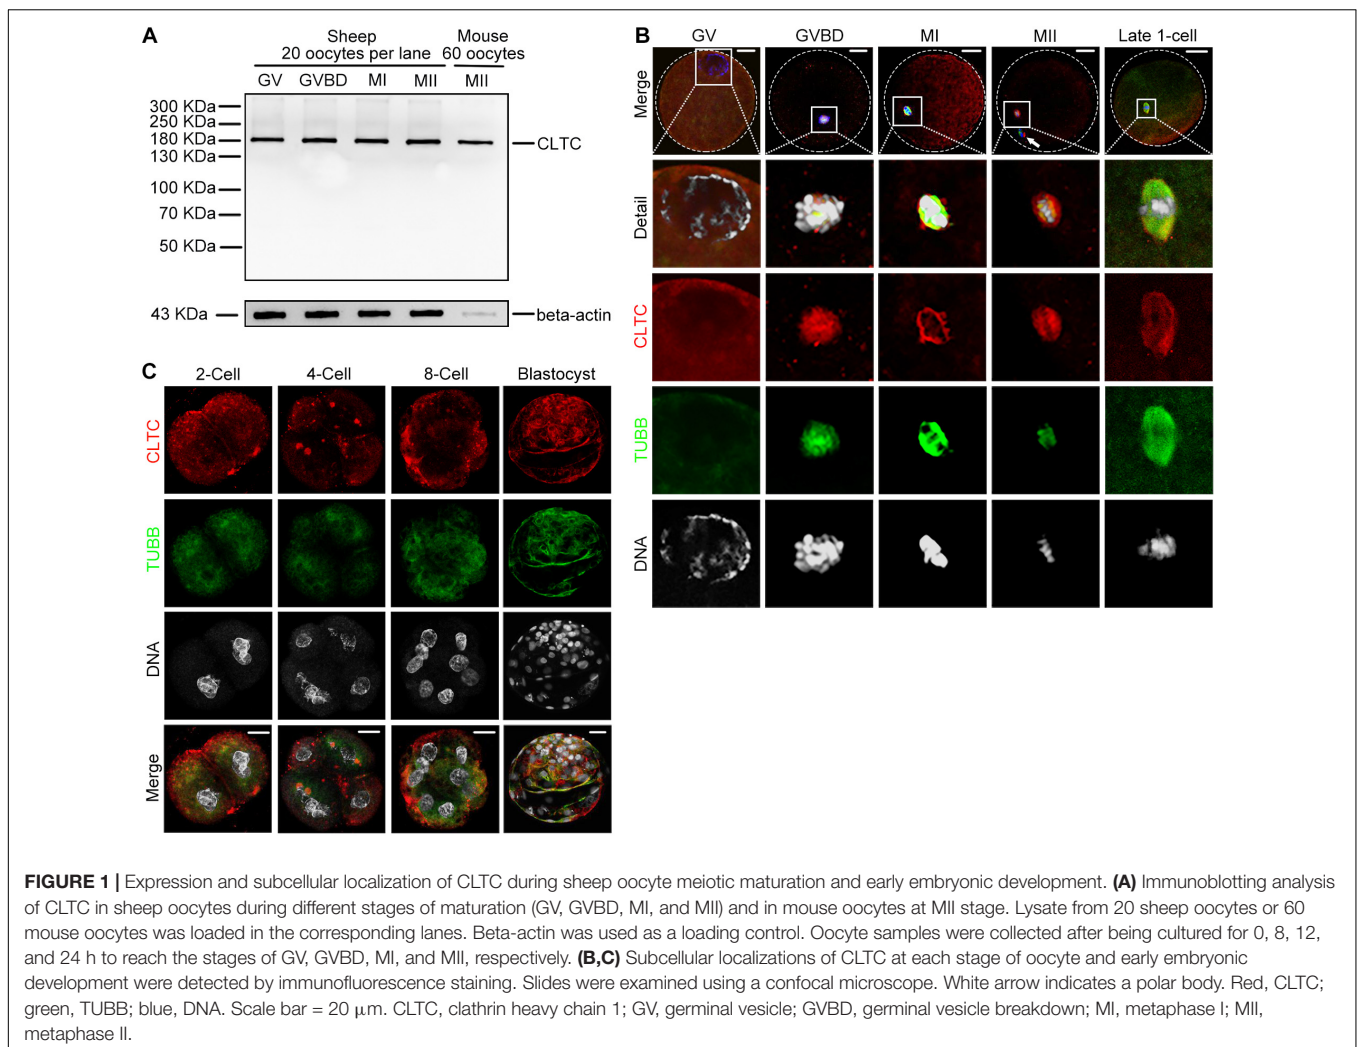 A
Sheep
20 oocytes per lane
Mouse
60 oocytes
GV GVBD MI MII MII
300 KDa
250 KDa
180 KDa
130 KDa
100 KDa
70 KDa
50 KDa
CLTC
43 KDa
beta-actin
B
GV GVBD MI MII Late 1-cell
Merge
Detail
CLTC
TUBB
DNA
C
2-Cell 4-Cell 8-Cell Blastocyst
CLTC
TUBB
DNA
Merge
FIGURE 1 | Expression and subcellular localization of CLTC during sheep oocyte meiotic maturation and early embryonic development. (A) Immunoblotting analysis
of CLTC in sheep oocytes during different stages of maturation (GV, GVBD, MI, and MII) and in mouse oocytes at MII stage. Lysate from 20 sheep oocytes or 60
mouse oocytes was loaded in the corresponding lanes. Beta-actin was used as a loading control. Oocyte samples were collected after being cultured for 0, 8, 12,
and 24 h to reach the stages of GV, GVBD, MI, and MII, respectively. (B,C) Subcellular localizations of CLTC at each stage of oocyte and early embryonic
development were detected by immunofluorescence staining. Slides were examined using a confocal microscope. White arrow indicates a polar body. Red, CLTC;
green, TUBB; blue, DNA. Scale bar = 20 μm. CLTC, clathrin heavy chain 1; GV, germinal vesicle; GVBD, germinal vesicle breakdown; MI, metaphase I; MII,
metaphase II.